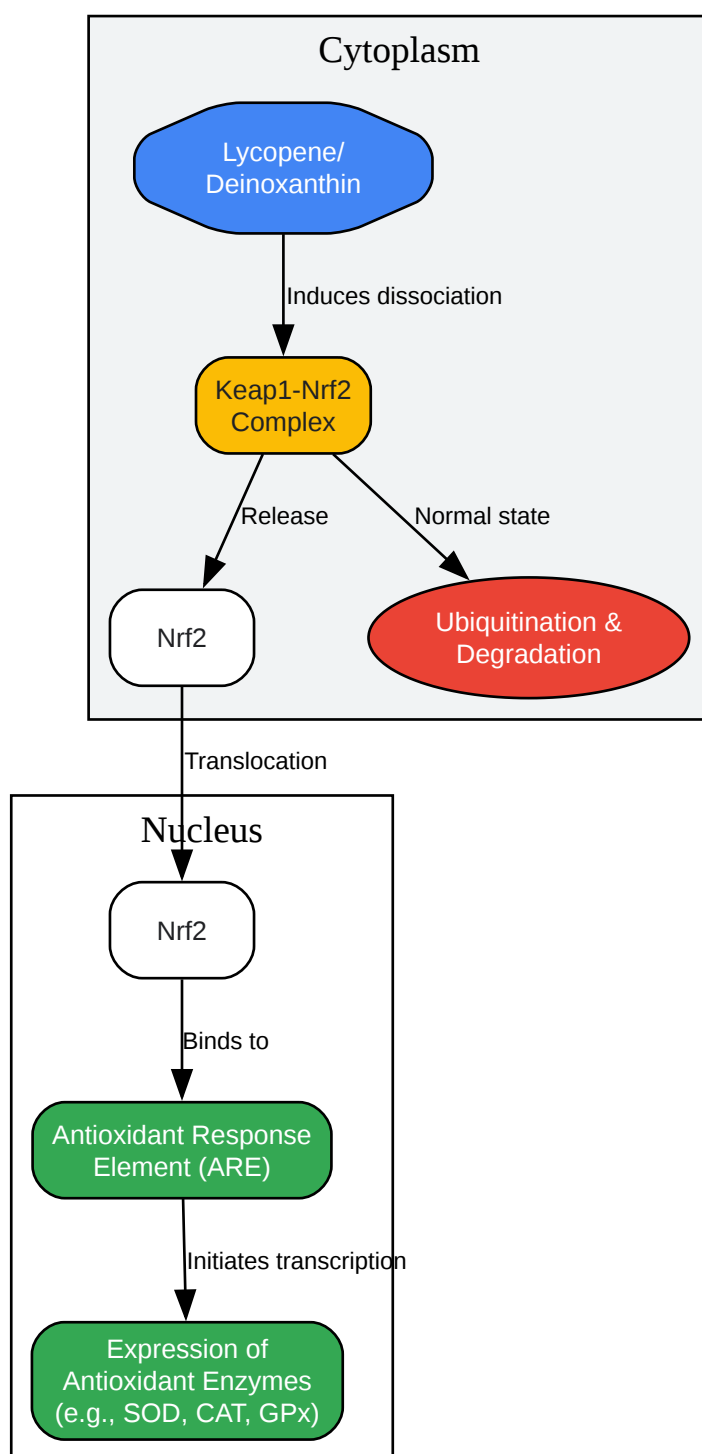 Cytoplasm
Lycopene/
Deinoxanthin
Induces dissociation
Keap1-Nrf2
Complex
Release
Normal state
Nrf2
Ubiquitination &
Degradation
Translocation
Nucleus
Nrf2
Binds to
Antioxidant Response
Element (ARE)
Initiates transcription
Expression of
Antioxidant Enzymes
(e.g., SOD, CAT, GPx)